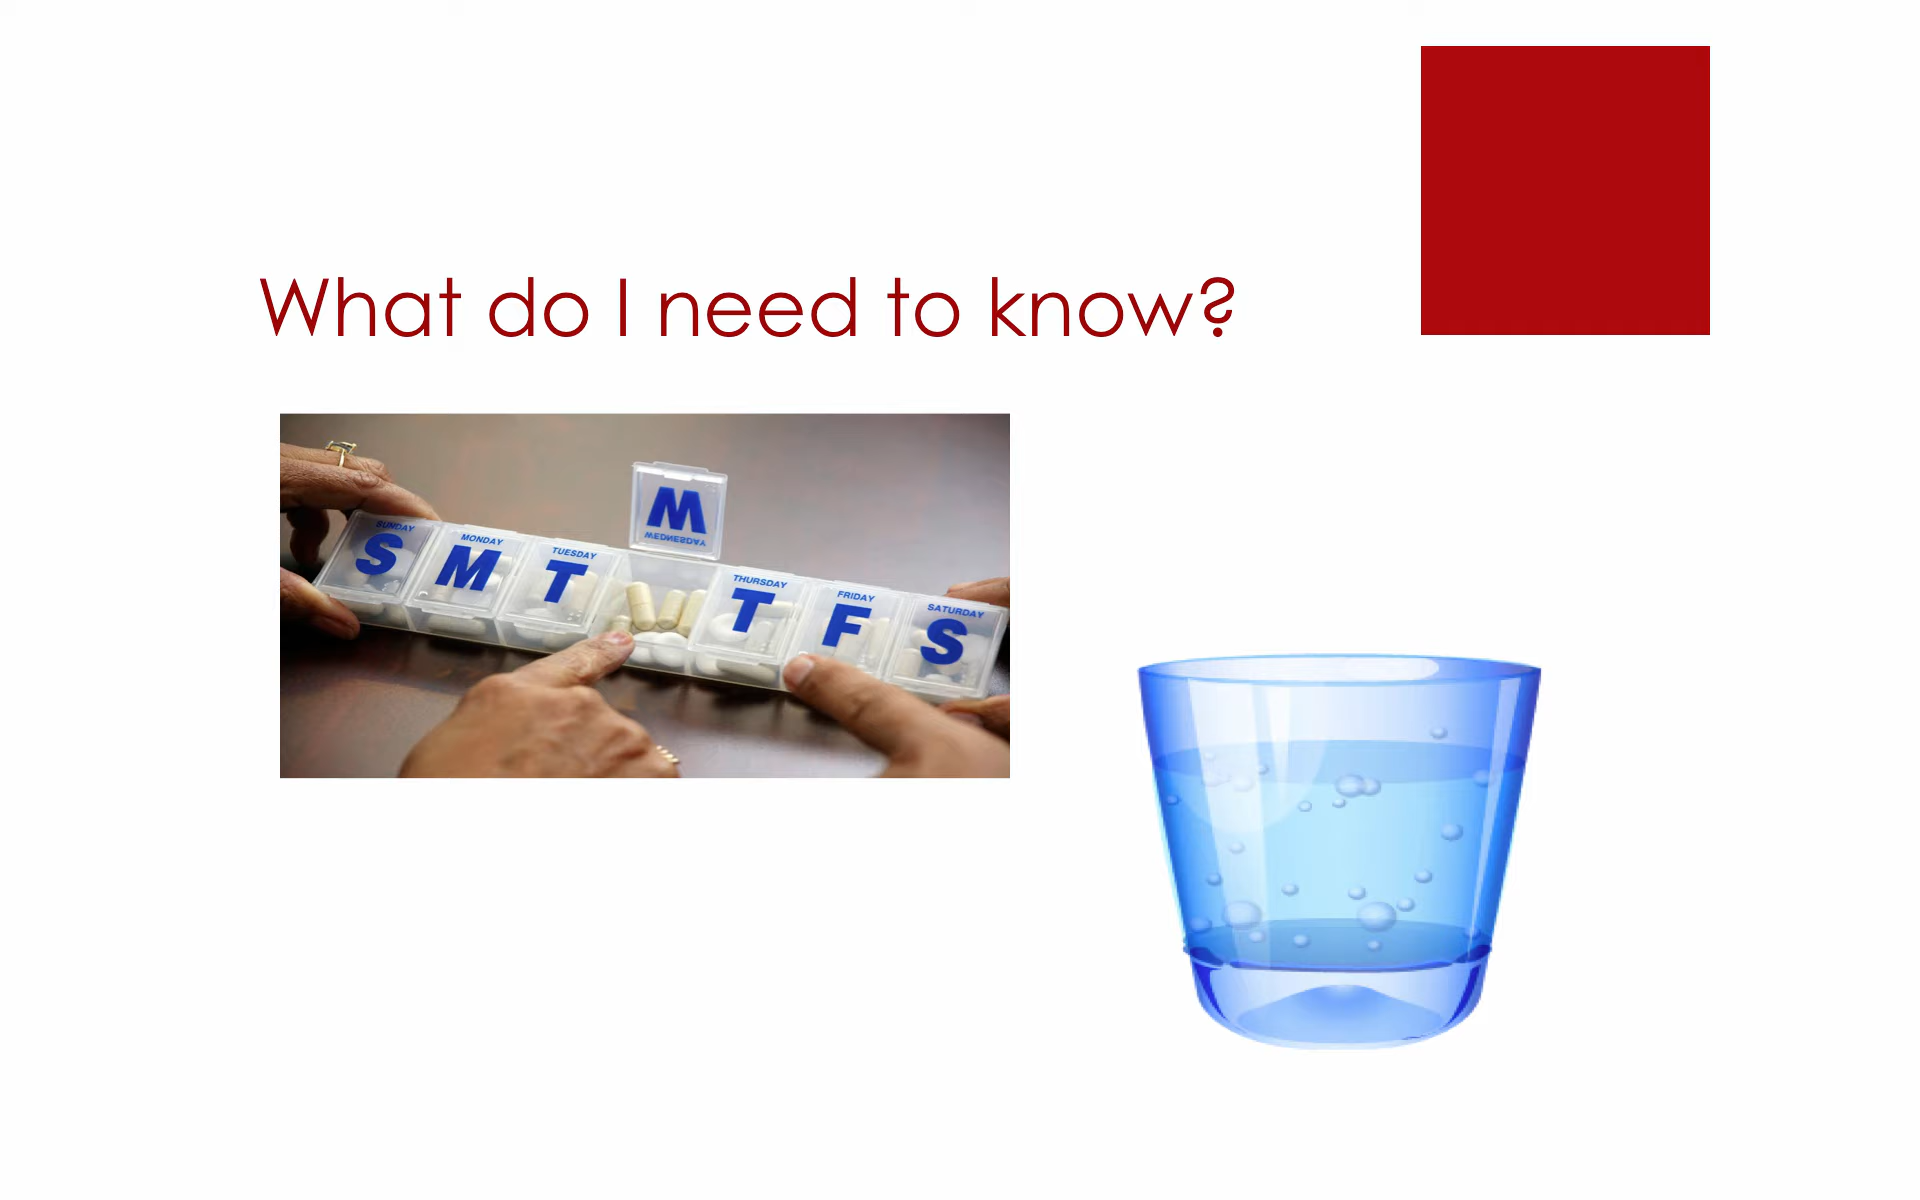 What do I need to know?
SUNDAY
S
MONDAY
M
TUESDAY
T
W
WEDNESDAY
THURSDAY
T
FRIDAY
F
SATURDAY
S